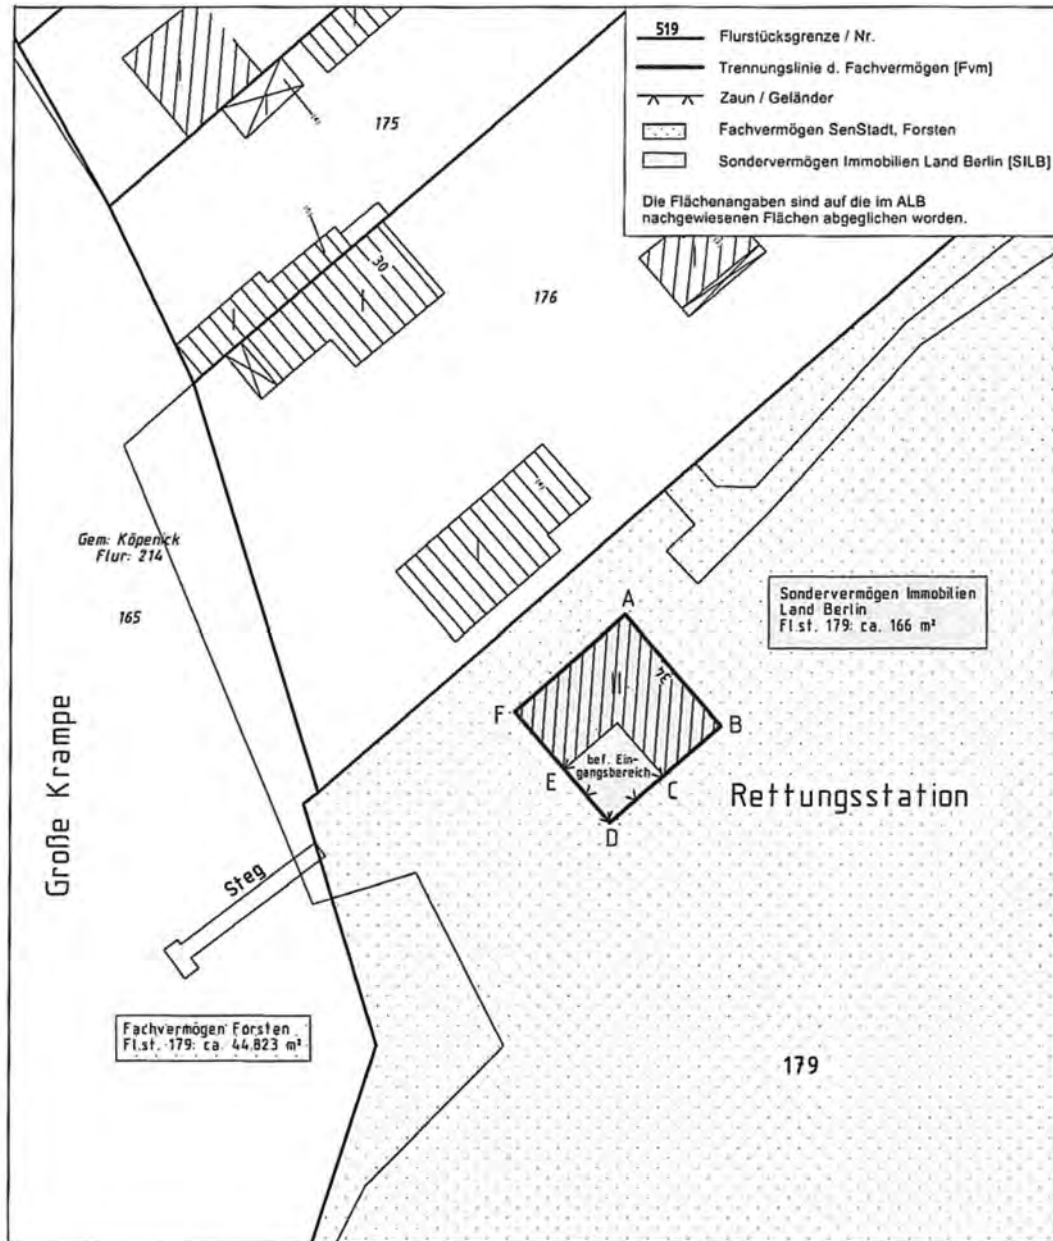 519
Flurstücksgrenze / Nr.
Trennungslinie d. Fachvermögen [Fvm]
Zaun / Geländer
Fachvermögen SenStadt, Forsten
Sondervermögen Immobilien Land Berlin [SILB]
Die Flächenangaben sind auf die im ALB
nachgewiesenen Flächen abgeglichen worden.
175
30
176
Gem: Köpenick
Flur: 214
165
Sondervermögen Immobilien
Land Berlin
Fl.st. 179: ca. 166 m²
A
34
II
F
B
bef. Ein-
gangsbereich
E
C
D
Rettungsstation
Große Krampe
Steg
Fachvermögen Forsten
Fl.st. 179: ca. 44.823 m²
179